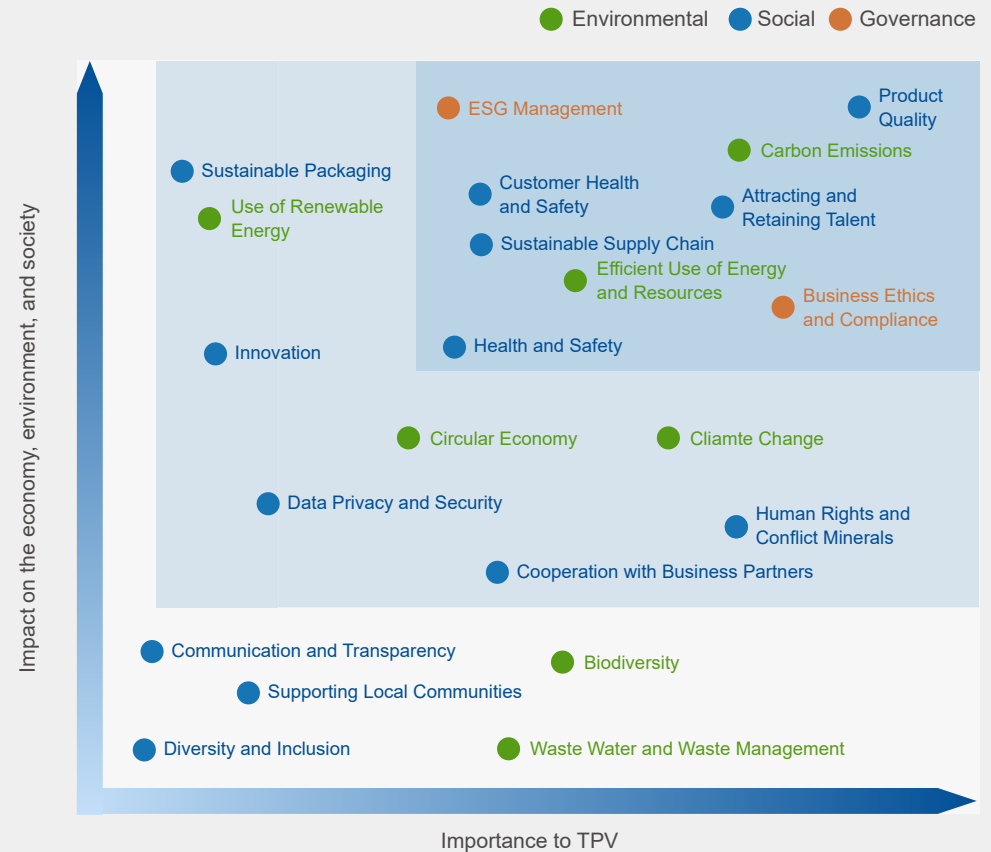 Environmental
Social
Governance
ESG Management
Product
Quality
Carbon Emissions
Sustainable Packaging
Customer Health
and Safety
Attracting and
Retaining Talent
Use of Renewable
Energy
Sustainable Supply Chain
Efficient Use of Energy
and Resources
Business Ethics
and Compliance
Health and Safety
Innovation
Circular Economy
Cliamte Change
Data Privacy and Security
Human Rights and
Conflict Minerals
Cooperation with Business Partners
Communication and Transparency
Biodiversity
Supporting Local Communities
Diversity and Inclusion
Waste Water and Waste Management
Impact on the economy, environment, and society
Importance to TPV